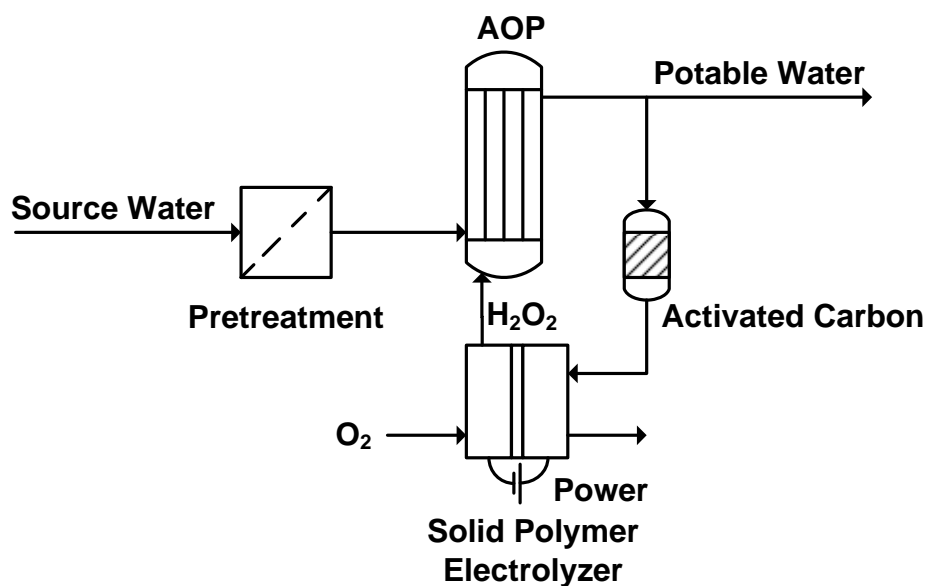 AOP
Potable Water
Source Water
Pretreatment
H₂O₂
Activated Carbon
O₂
Power
Solid Polymer
Electrolyzer